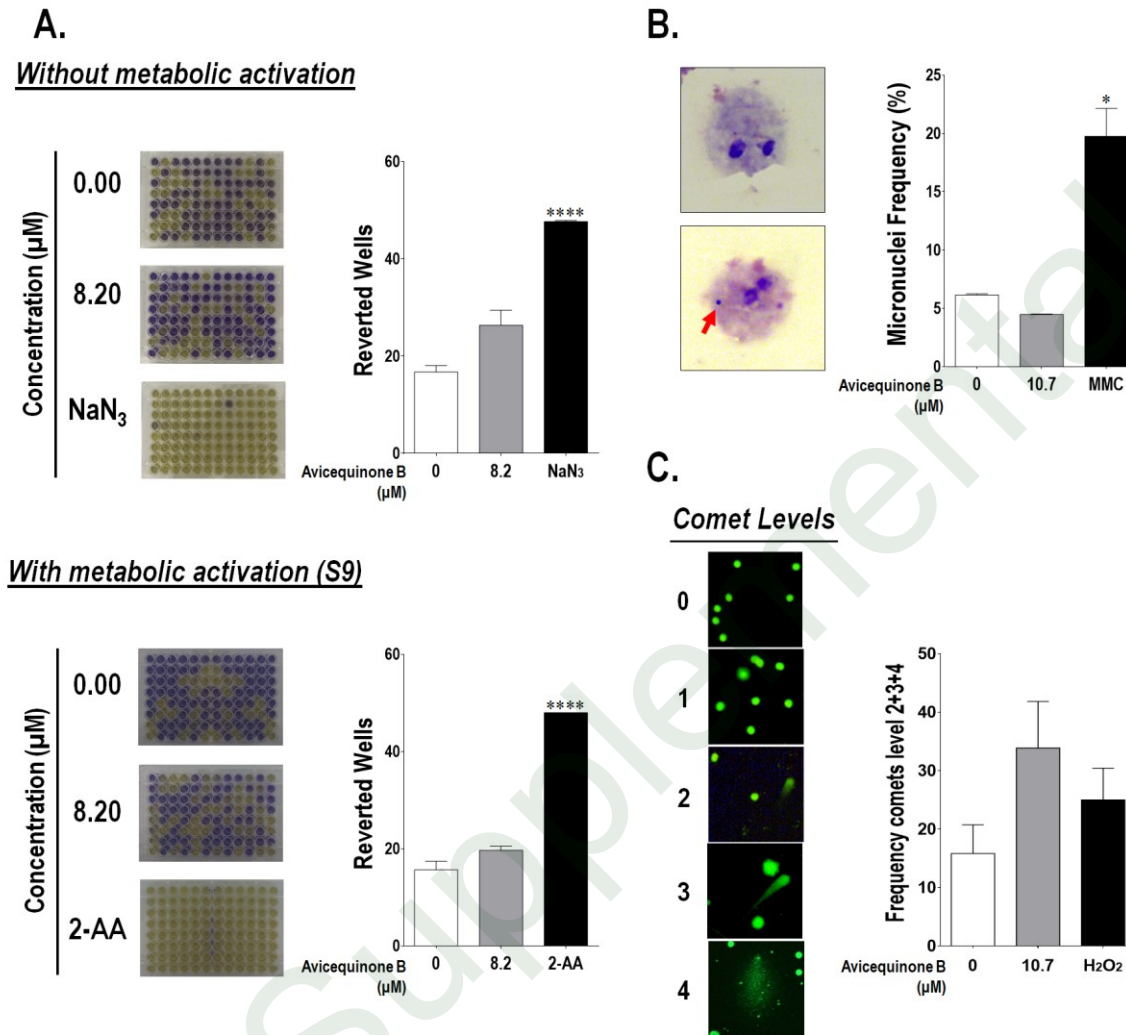 A.
Without metabolic activation
Concentration (µM)
0.00
8.20
NaN₃
Reverted Wells
60
40
20
0
****
Avicequinone B
(µM)
0 8.2 NaN₃
With metabolic activation (S9)
Concentration (µM)
0.00
8.20
2-AA
Reverted Wells
60
40
20
0
****
Avicequinone B
(µM)
0 8.2 2-AA
B.
Micronuclei Frequency (%)
25
20
15
10
5
0
*
Avicequinone B
(µM)
0 10.7 MMC
C.
Comet Levels
0
1
2
3
4
Frequency comets level 2+3+4
50
40
30
20
10
0
Avicequinone B
(µM)
0 10.7 H₂O₂
Supplemental